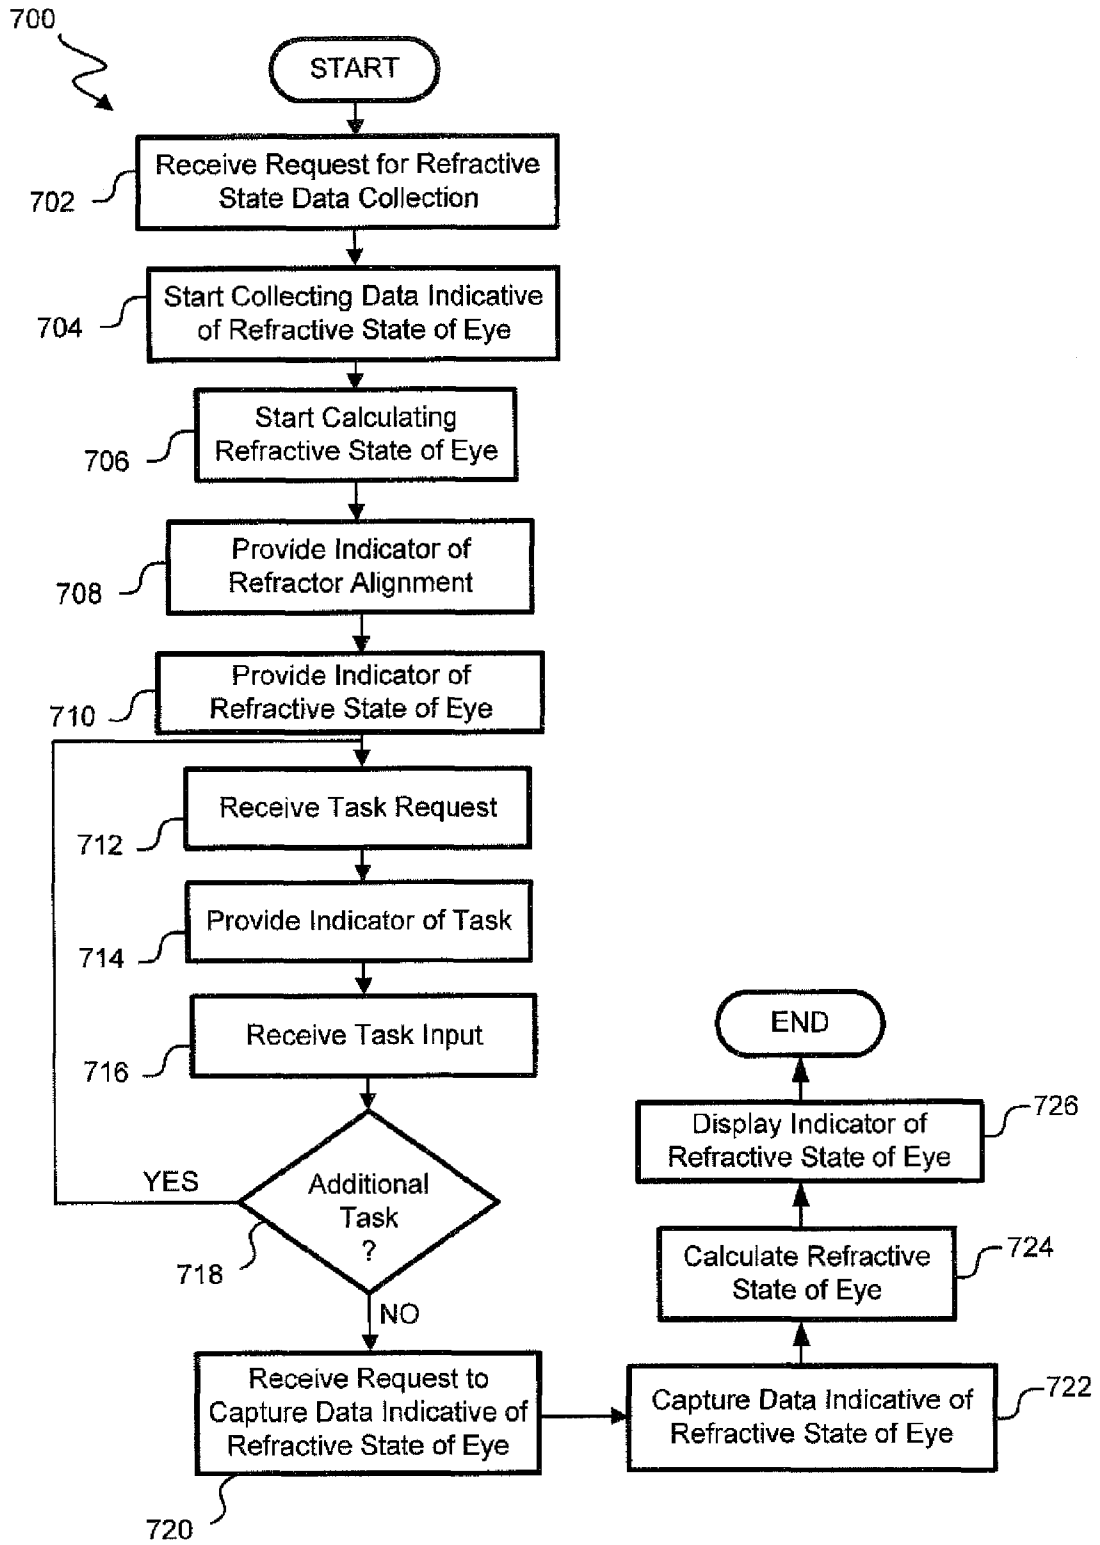 700
START
702
Receive Request for Refractive
State Data Collection
704
Start Collecting Data Indicative
of Refractive State of Eye
706
Start Calculating
Refractive State of Eye
708
Provide Indicator of
Refractor Alignment
710
Provide Indicator of
Refractive State of Eye
712
Receive Task Request
714
Provide Indicator of Task
716
Receive Task Input
YES
Additional
Task
?
718
NO
Receive Request to
Capture Data Indicative of
Refractive State of Eye
720
Capture Data Indicative of
Refractive State of Eye
722
Calculate Refractive
State of Eye
724
Display Indicator of
Refractive State of Eye
726
END